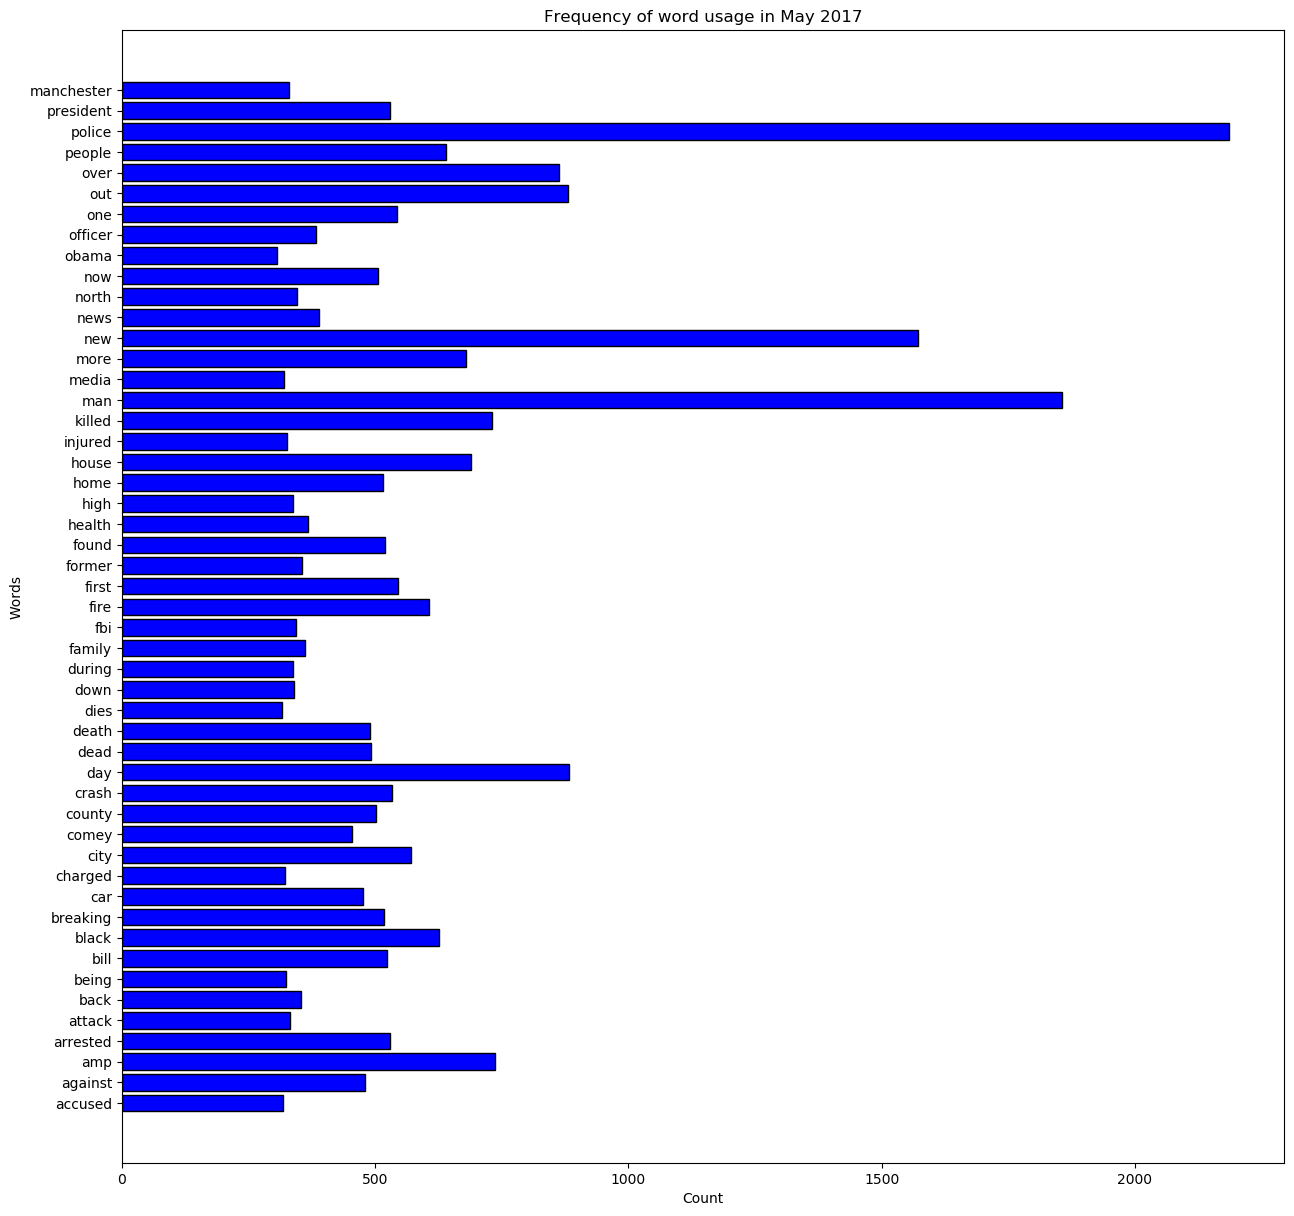 Frequency of word usage in May 2017
manchester
president
police
people
over
out
one
officer
obama
now
north
news
new
more
media
man
killed
injured
house
home
high
health
found
former
first
fire
fbi
family
during
down
dies
death
dead
day
crash
county
comey
city
charged
car
breaking
black
bill
being
back
attack
arrested
amp
against
accused
Words
0 500 1000 1500 2000
Count